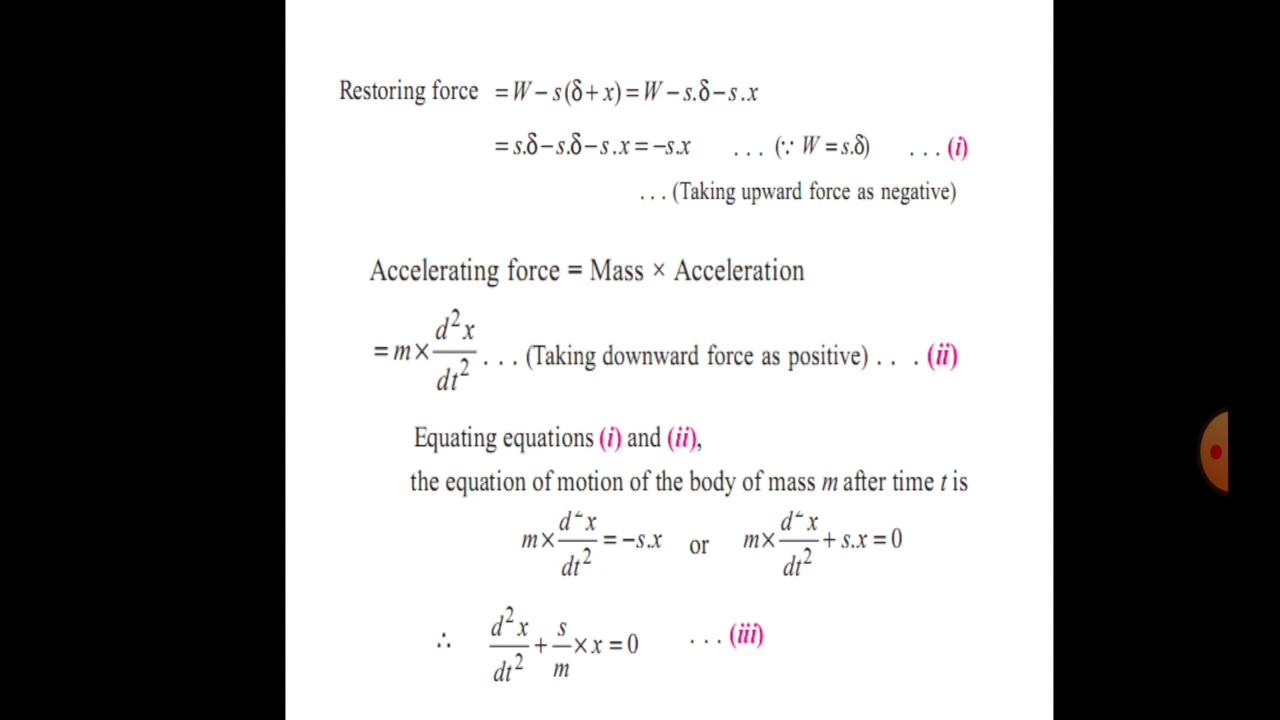 Restoring force = W − s(δ + x) = W − s.δ − s.x
= s.δ − s.δ − s.x = −s.x ... (∵ W = s.δ) ... (i)
... (Taking upward force as negative)
Accelerating force = Mass × Acceleration
= m × d²x/dt² ... (Taking downward force as positive) . . . (ii)
Equating equations (i) and (ii),
the equation of motion of the body of mass m after time t is
m × d²x/dt² = −s.x or m × d²x/dt² + s.x = 0
∴ d²x/dt² + s/m × x = 0 ... (iii)